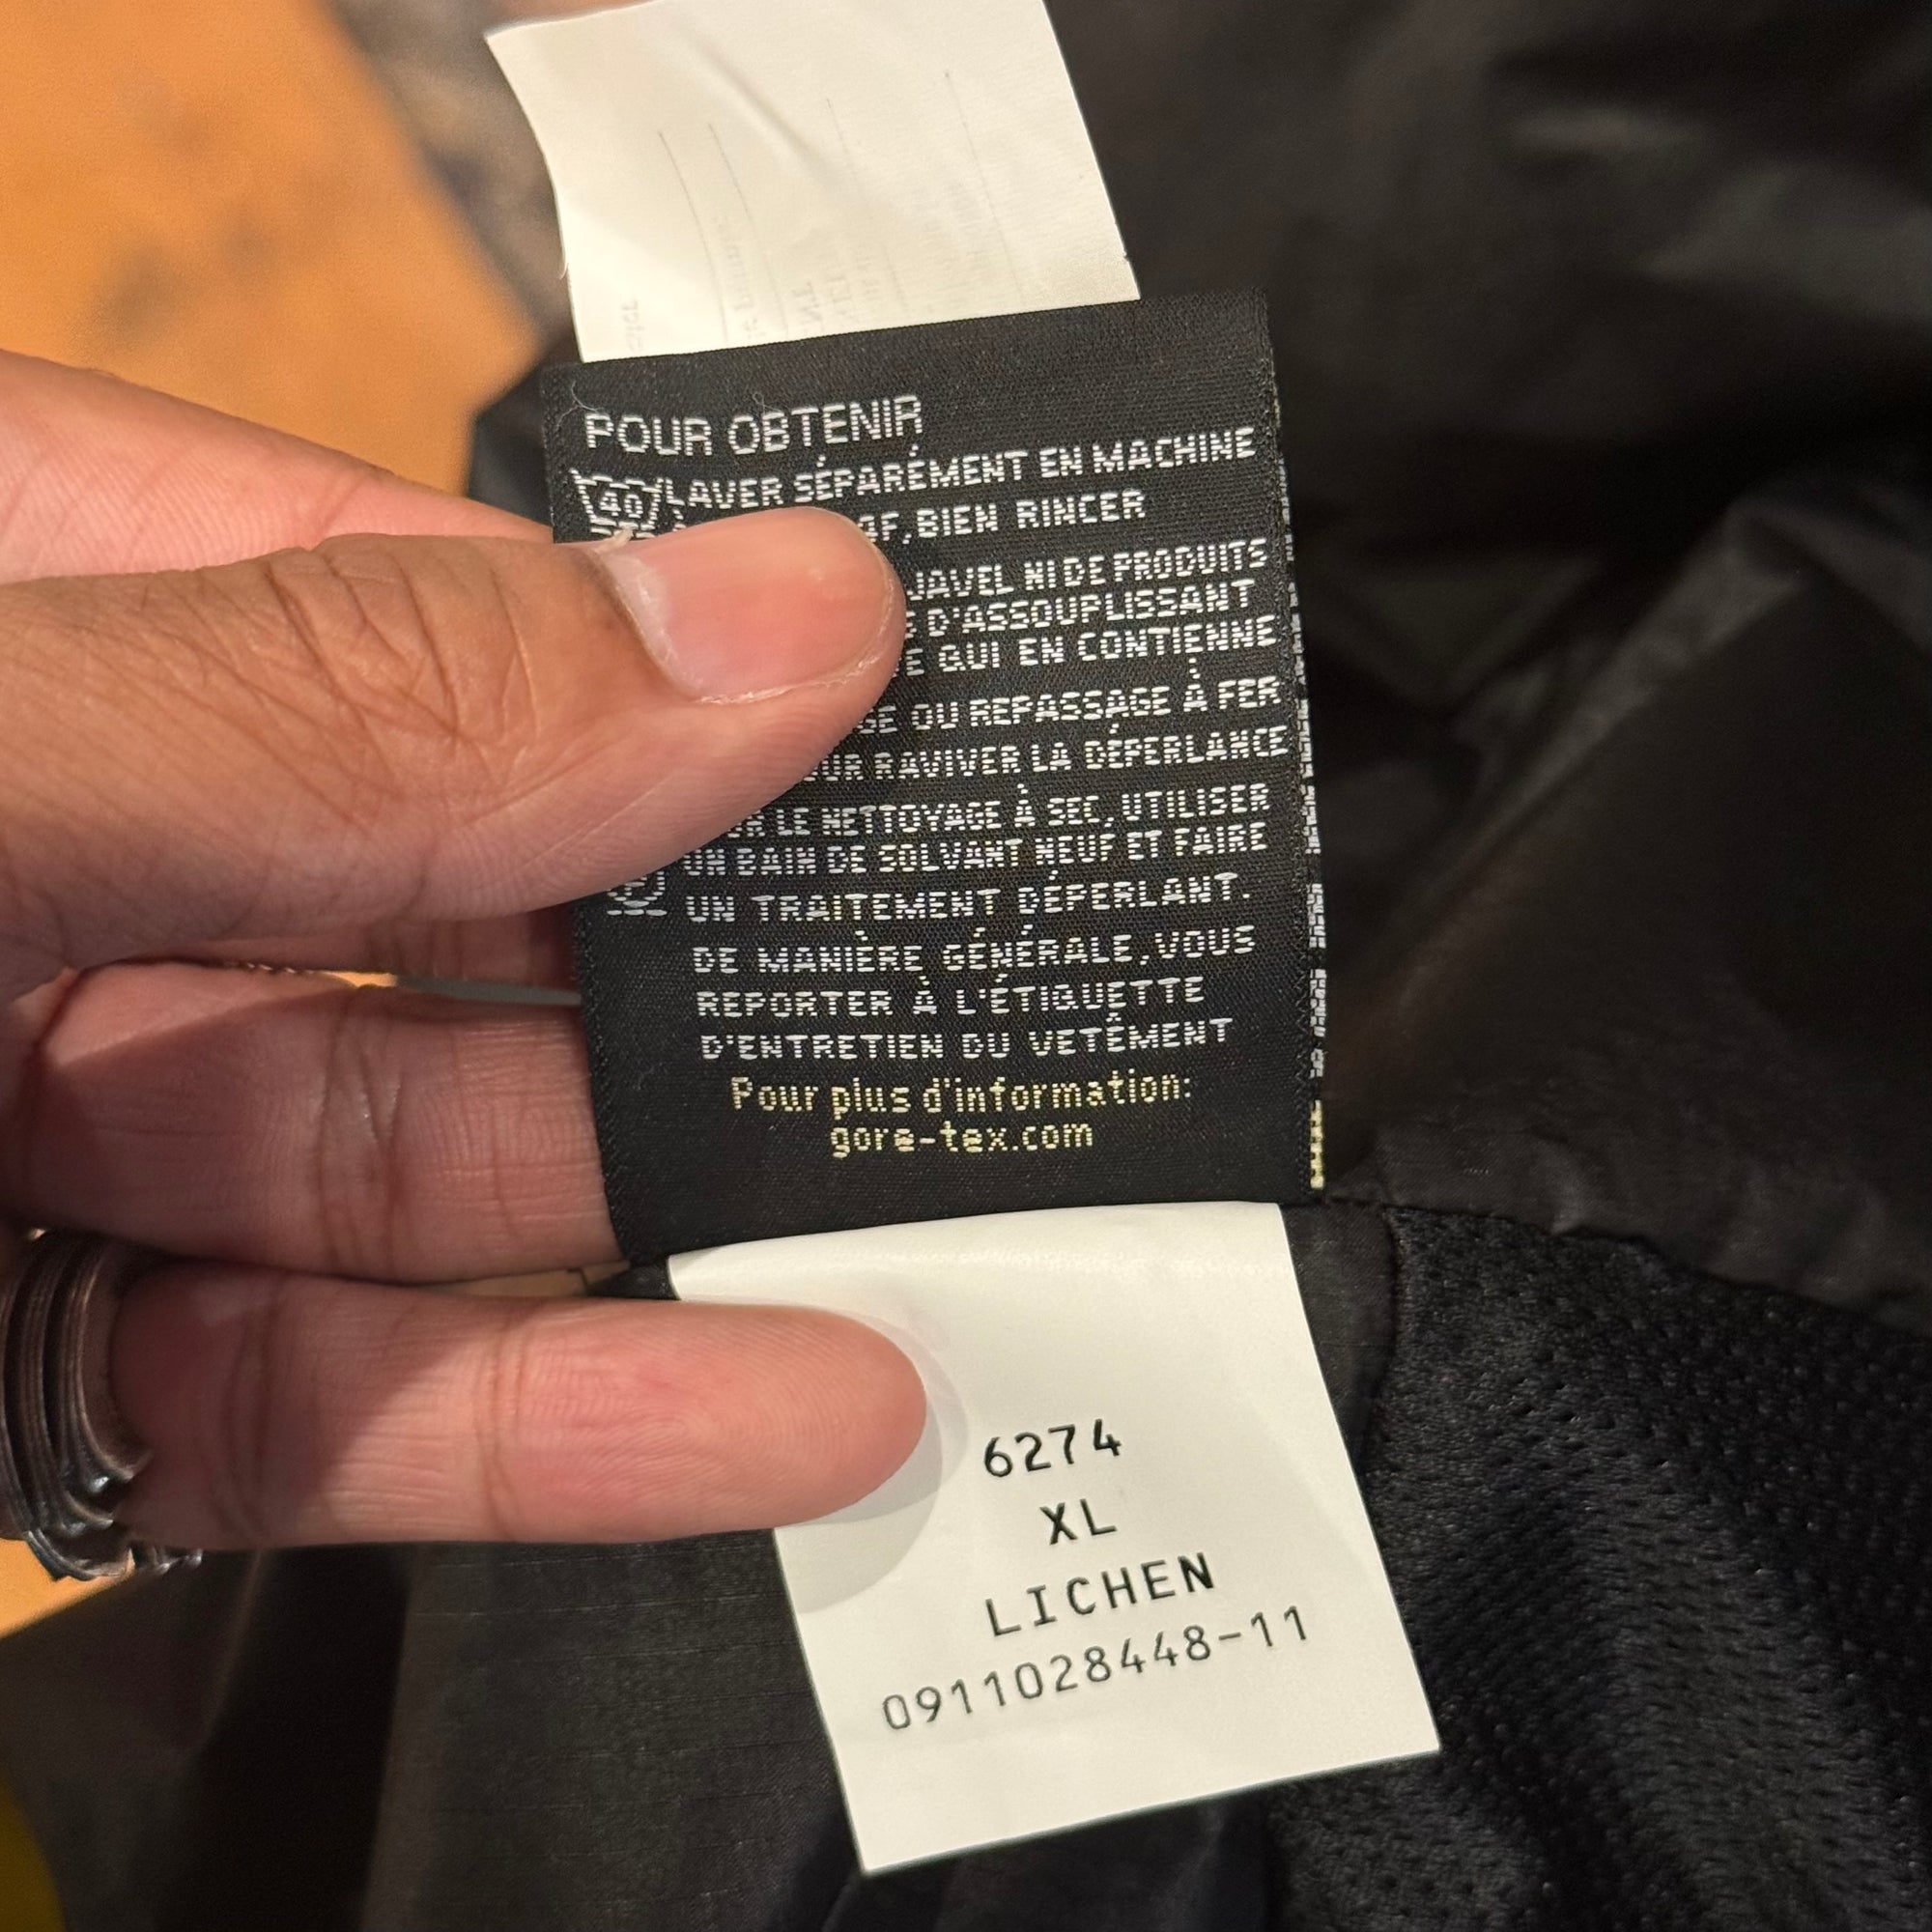 POUR OBTENIR
40 LAVER SÉPARÉMENT EN MACHINE
BIEN RINCER
JAVEL NI DE PRODUITS
D'ASSOUPLISSANT
QUI EN CONTIENNE
OU REPASSAGE À FER
RAVIVER LA DÉPERLANCE
LE NETTOYAGE À SEC, UTILISER
UN BAIN DE SOLVANT NEUF ET FAIRE
UN TRAITEMENT DÉPERLANT.
DE MANIÈRE GÉNÉRALE, VOUS
REPORTER À L'ÉTIQUETTE
D'ENTRETIEN DU VETÊMENT
Pour plus d'information:
gore-tex.com
6274
XL
LICHEN
0911028448-11